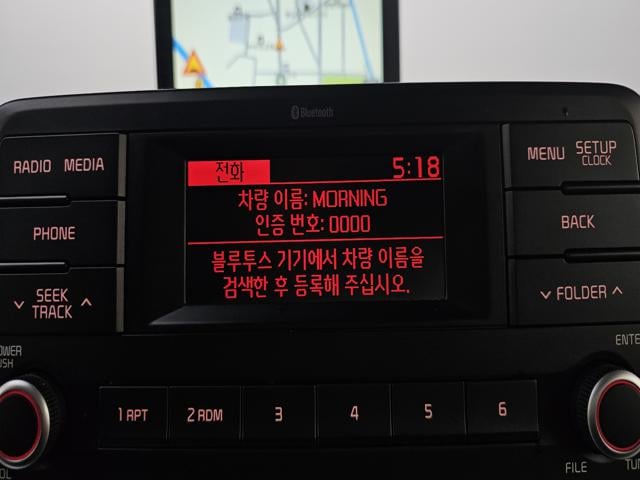 Bluetooth
RADIO MEDIA
전화 5:18
MENU SETUP
CLOCK
차량 이름: MORNING
인증 번호: 0000
PHONE
BACK
블루투스 기기에서 차량 이름을
검색한 후 등록해 주십시오.
SEEK
TRACK
FOLDER
1 RPT 2 RDM 3 4 5 6
FILE